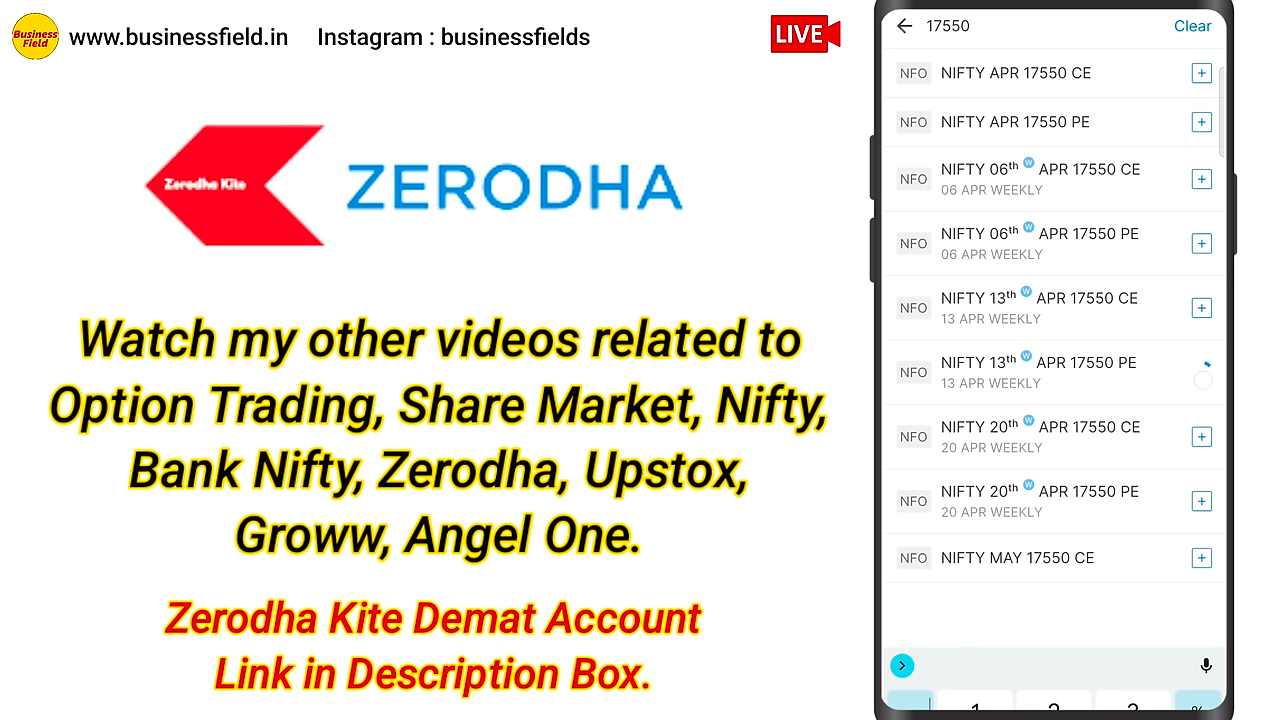 Business
Field
www.businessfield.in
Instagram : businessfields
LIVE
Zerodha Kite
ZERODHA
Watch my other videos related to
Option Trading, Share Market, Nifty,
Bank Nifty, Zerodha, Upstox,
Groww, Angel One.
Zerodha Kite Demat Account
Link in Description Box.
17550
Clear
NFO NIFTY APR 17550 CE
NFO NIFTY APR 17550 PE
NFO NIFTY 06th W APR 17550 CE
06 APR WEEKLY
NFO NIFTY 06th W APR 17550 PE
06 APR WEEKLY
NFO NIFTY 13th W APR 17550 CE
13 APR WEEKLY
NFO NIFTY 13th W APR 17550 PE
13 APR WEEKLY
NFO NIFTY 20th W APR 17550 CE
20 APR WEEKLY
NFO NIFTY 20th W APR 17550 PE
20 APR WEEKLY
NFO NIFTY MAY 17550 CE
1 2 3 %